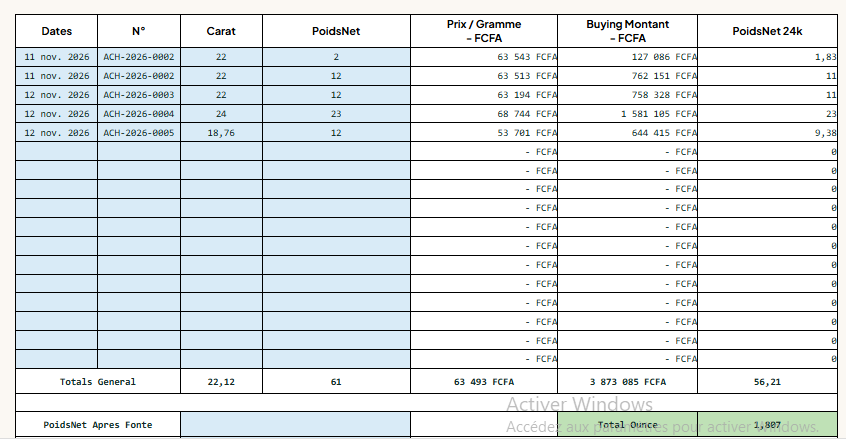 Dates N° Carat PoidsNet Prix / Gramme – FCFA Buying Montant – FCFA PoidsNet 24k
11 nov. 2026 ACH-2026-0002 22 2 63 543 FCFA 127 086 FCFA 1,83
11 nov. 2026 ACH-2026-0002 22 12 63 513 FCFA 762 151 FCFA 11
12 nov. 2026 ACH-2026-0003 22 12 63 194 FCFA 758 328 FCFA 11
12 nov. 2026 ACH-2026-0004 24 23 68 744 FCFA 1 581 105 FCFA 23
12 nov. 2026 ACH-2026-0005 18,76 12 53 701 FCFA 644 415 FCFA 9,38
- FCFA - FCFA 0
- FCFA - FCFA 0
- FCFA - FCFA 0
- FCFA - FCFA 0
- FCFA - FCFA 0
- FCFA - FCFA 0
- FCFA - FCFA 0
- FCFA - FCFA 0
- FCFA - FCFA 0
- FCFA - FCFA 0
- FCFA - FCFA 0
- FCFA - FCFA 0
Totals General 22,12 61 63 493 FCFA 3 873 085 FCFA 56,21
Activer Windows
PoidsNet Apres Fonte Total Ounce 1,807
Accédez aux paramètres pour activer Windows.